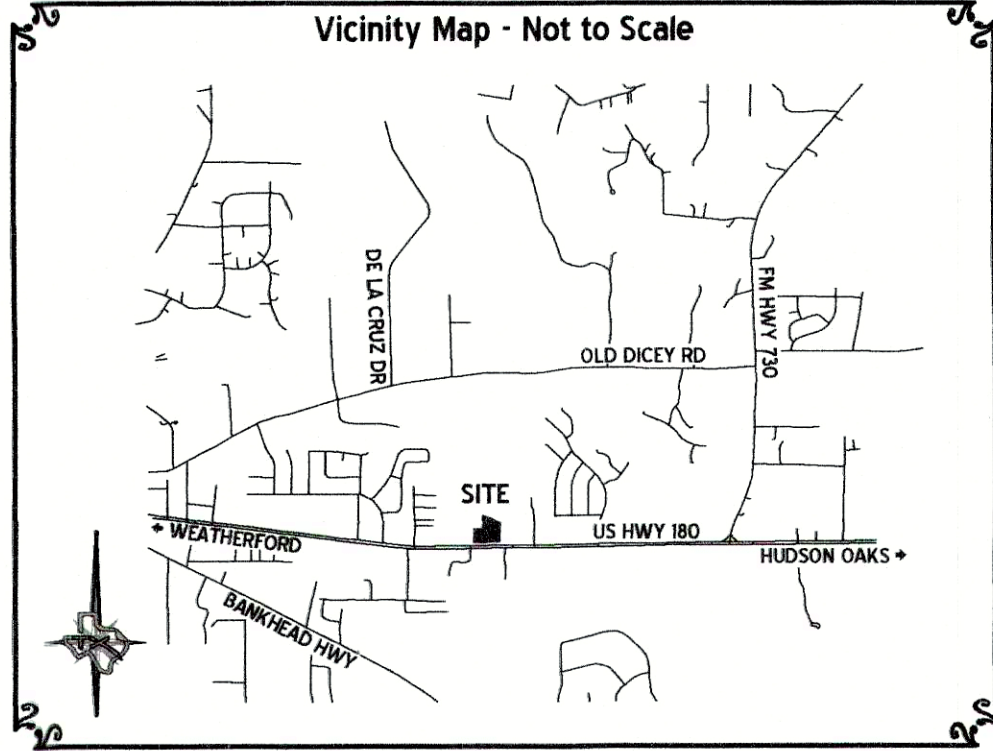 Vicinity Map - Not to Scale
DE LA CRUZ DR
FM HWY 730
OLD DICEY RD
SITE
US HWY 180
WEATHERFORD
HUDSON OAKS
BANKHEAD HWY